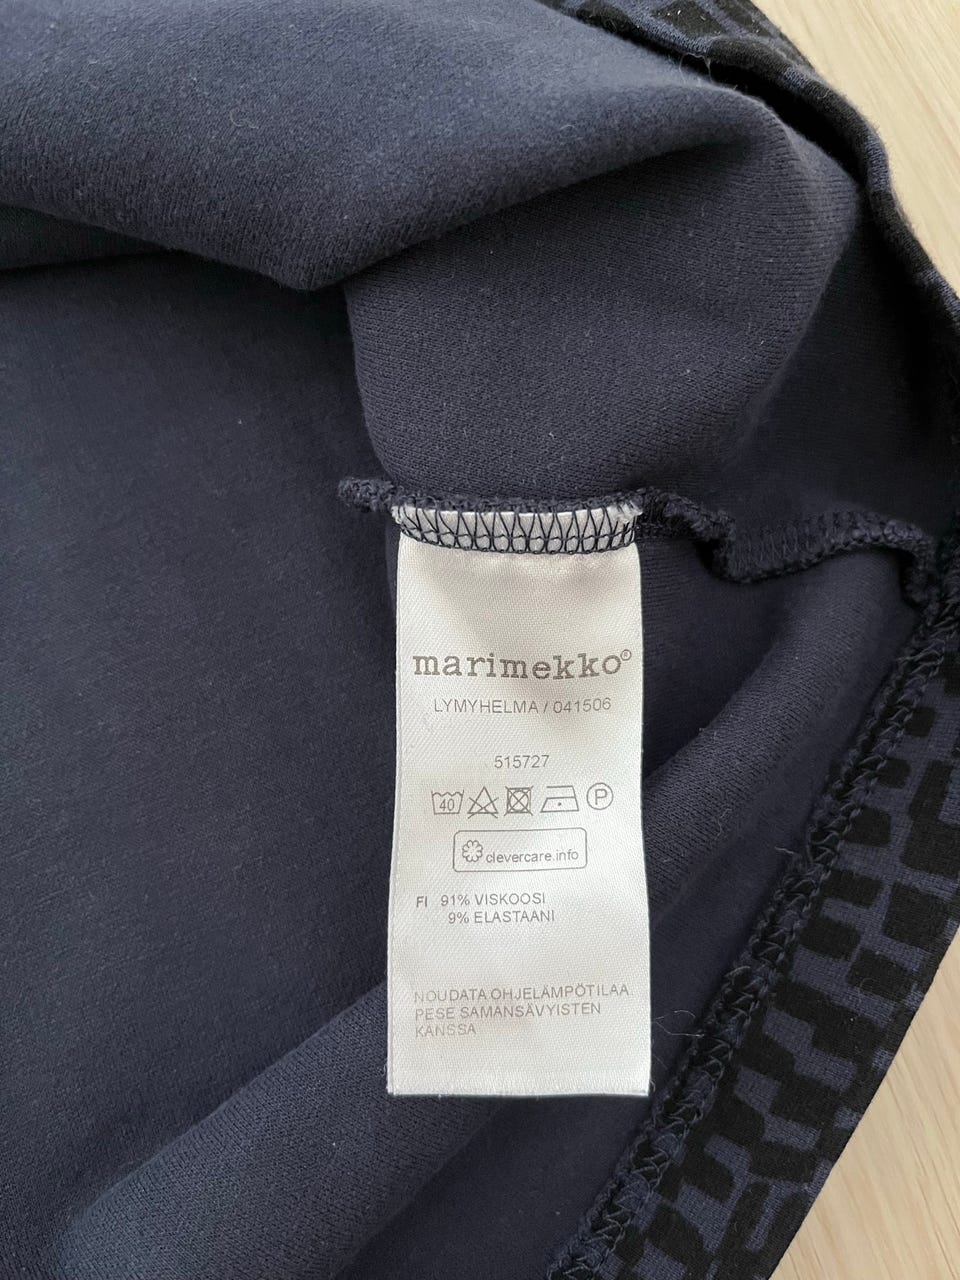 marimekko®
LYMYHELMA / 041506
515727
40 P
clevercare.info
FI 91% VISKOOSI
9% ELASTAANI
NOUDATA OHJELÄMPÖTILAA
PESE SAMANSÄVYISTEN
KANSSA